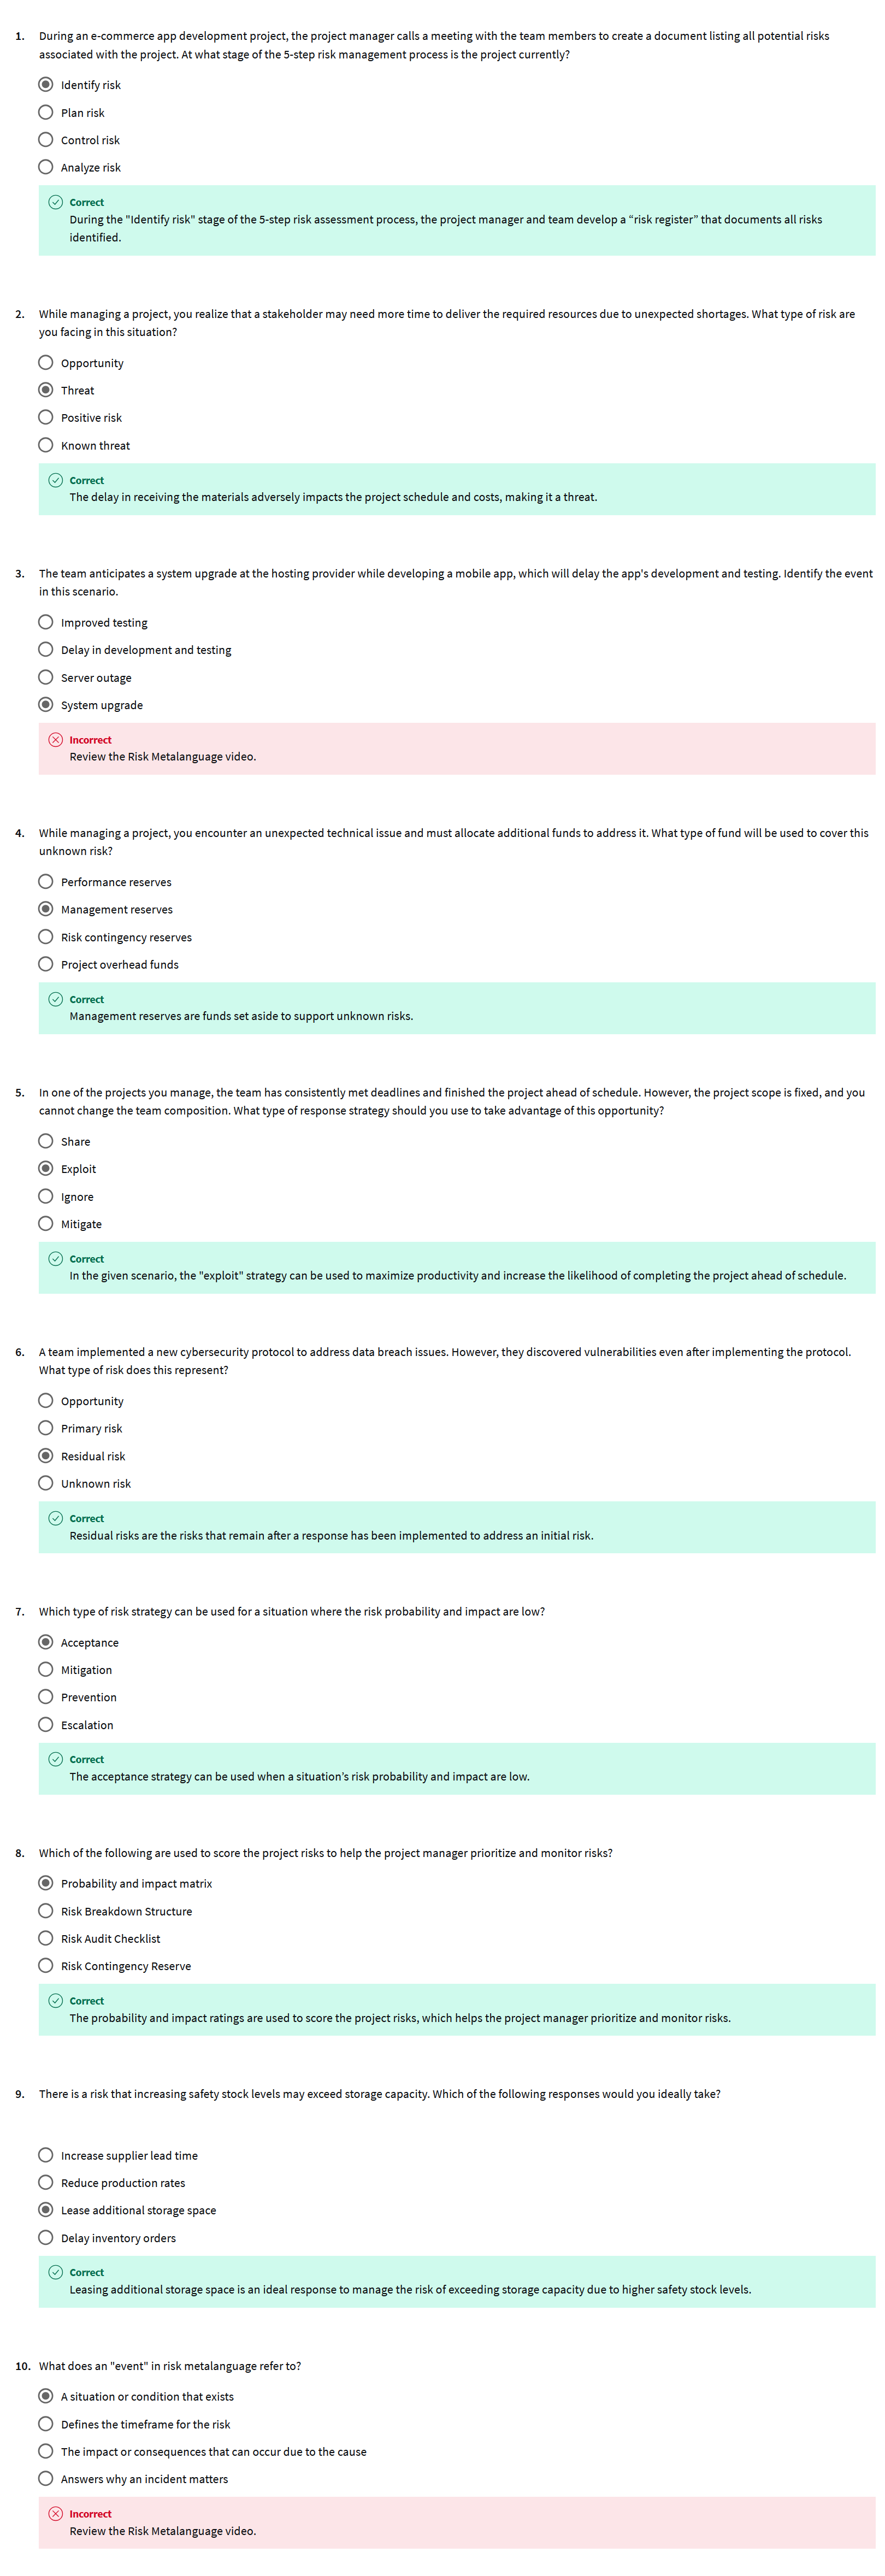 1. During an e-commerce app development project, the project manager calls a meeting with the team members to create a document listing all potential risks
associated with the project. At what stage of the 5-step risk management process is the project currently?
Identify risk
Plan risk
Control risk
Analyze risk
Correct
During the "Identify risk" stage of the 5-step risk assessment process, the project manager and team develop a “risk register” that documents all risks
identified.
2. While managing a project, you realize that a stakeholder may need more time to deliver the required resources due to unexpected shortages. What type of risk are
you facing in this situation?
Opportunity
Threat
Positive risk
Known threat
Correct
The delay in receiving the materials adversely impacts the project schedule and costs, making it a threat.
3. The team anticipates a system upgrade at the hosting provider while developing a mobile app, which will delay the app's development and testing. Identify the event
in this scenario.
Improved testing
Delay in development and testing
Server outage
System upgrade
Incorrect
Review the Risk Metalanguage video.
4. While managing a project, you encounter an unexpected technical issue and must allocate additional funds to address it. What type of fund will be used to cover this
unknown risk?
Performance reserves
Management reserves
Risk contingency reserves
Project overhead funds
Correct
Management reserves are funds set aside to support unknown risks.
5. In one of the projects you manage, the team has consistently met deadlines and finished the project ahead of schedule. However, the project scope is fixed, and you
cannot change the team composition. What type of response strategy should you use to take advantage of this opportunity?
Share
Exploit
Ignore
Mitigate
Correct
In the given scenario, the "exploit" strategy can be used to maximize productivity and increase the likelihood of completing the project ahead of schedule.
6. A team implemented a new cybersecurity protocol to address data breach issues. However, they discovered vulnerabilities even after implementing the protocol.
What type of risk does this represent?
Opportunity
Primary risk
Residual risk
Unknown risk
Correct
Residual risks are the risks that remain after a response has been implemented to address an initial risk.
7. Which type of risk strategy can be used for a situation where the risk probability and impact are low?
Acceptance
Mitigation
Prevention
Escalation
Correct
The acceptance strategy can be used when a situation’s risk probability and impact are low.
8. Which of the following are used to score the project risks to help the project manager prioritize and monitor risks?
Probability and impact matrix
Risk Breakdown Structure
Risk Audit Checklist
Risk Contingency Reserve
Correct
The probability and impact ratings are used to score the project risks, which helps the project manager prioritize and monitor risks.
9. There is a risk that increasing safety stock levels may exceed storage capacity. Which of the following responses would you ideally take?
Increase supplier lead time
Reduce production rates
Lease additional storage space
Delay inventory orders
Correct
Leasing additional storage space is an ideal response to manage the risk of exceeding storage capacity due to higher safety stock levels.
10. What does an "event" in risk metalanguage refer to?
A situation or condition that exists
Defines the timeframe for the risk
The impact or consequences that can occur due to the cause
Answers why an incident matters
Incorrect
Review the Risk Metalanguage video.